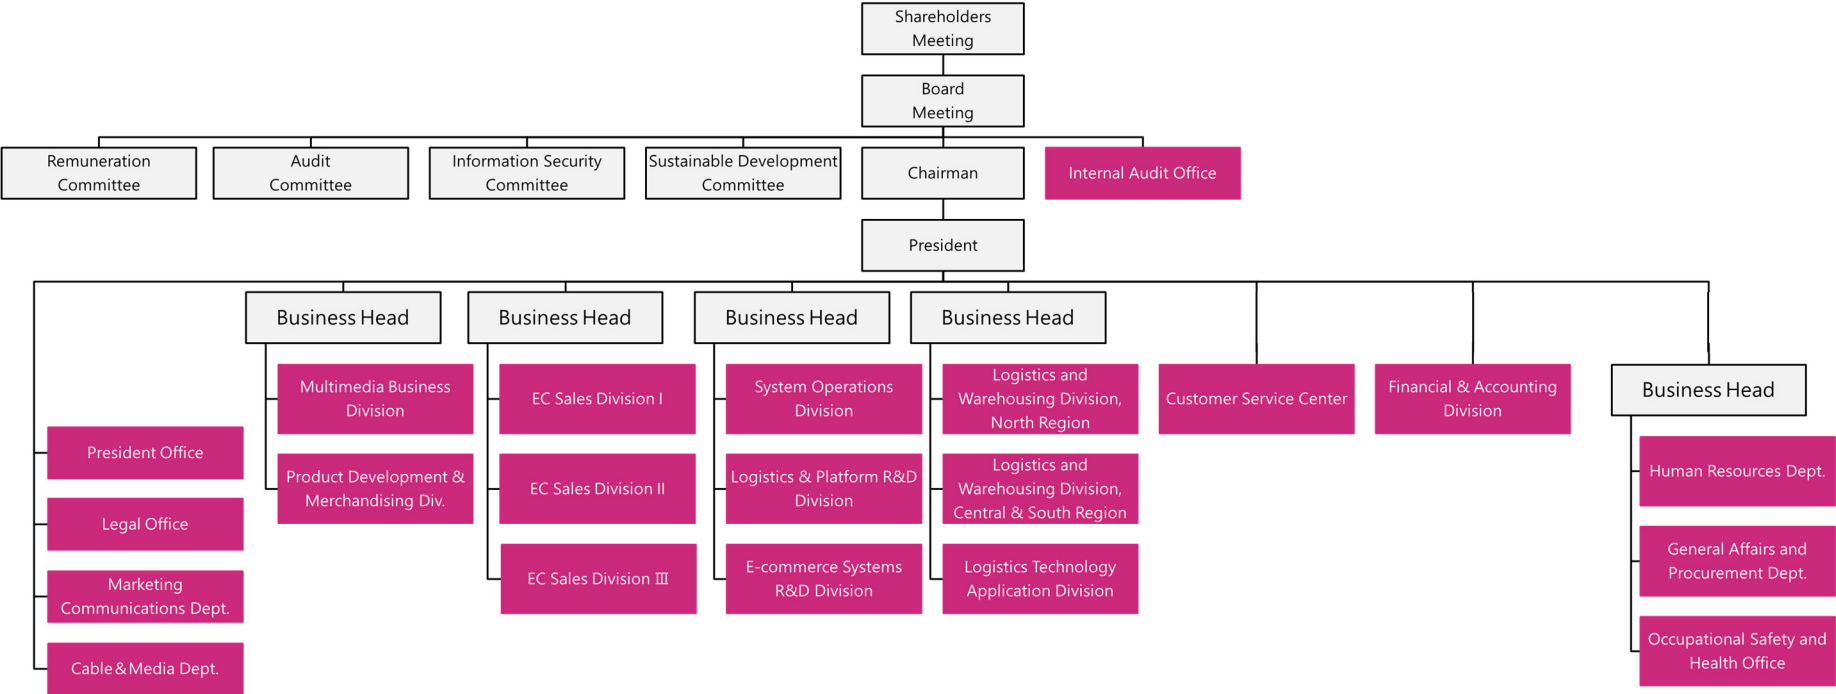 Shareholders
Meeting
Board
Meeting
Remuneration
Committee
Audit
Committee
Information Security
Committee
Sustainable Development
Committee
Chairman
Internal Audit Office
President
Business Head
Business Head
Business Head
Business Head
Business Head
President Office
Legal Office
Marketing
Communications Dept.
Cable&Media Dept.
Multimedia Business
Division
Product Development &
Merchandising Div.
EC Sales Division I
EC Sales Division II
EC Sales Division Ⅲ
System Operations
Division
Logistics & Platform R&D
Division
E-commerce Systems
R&D Division
Logistics and
Warehousing Division,
North Region
Logistics and
Warehousing Division,
Central & South Region
Logistics Technology
Application Division
Customer Service Center
Financial & Accounting
Division
Human Resources Dept.
General Affairs and
Procurement Dept.
Occupational Safety and
Health Office